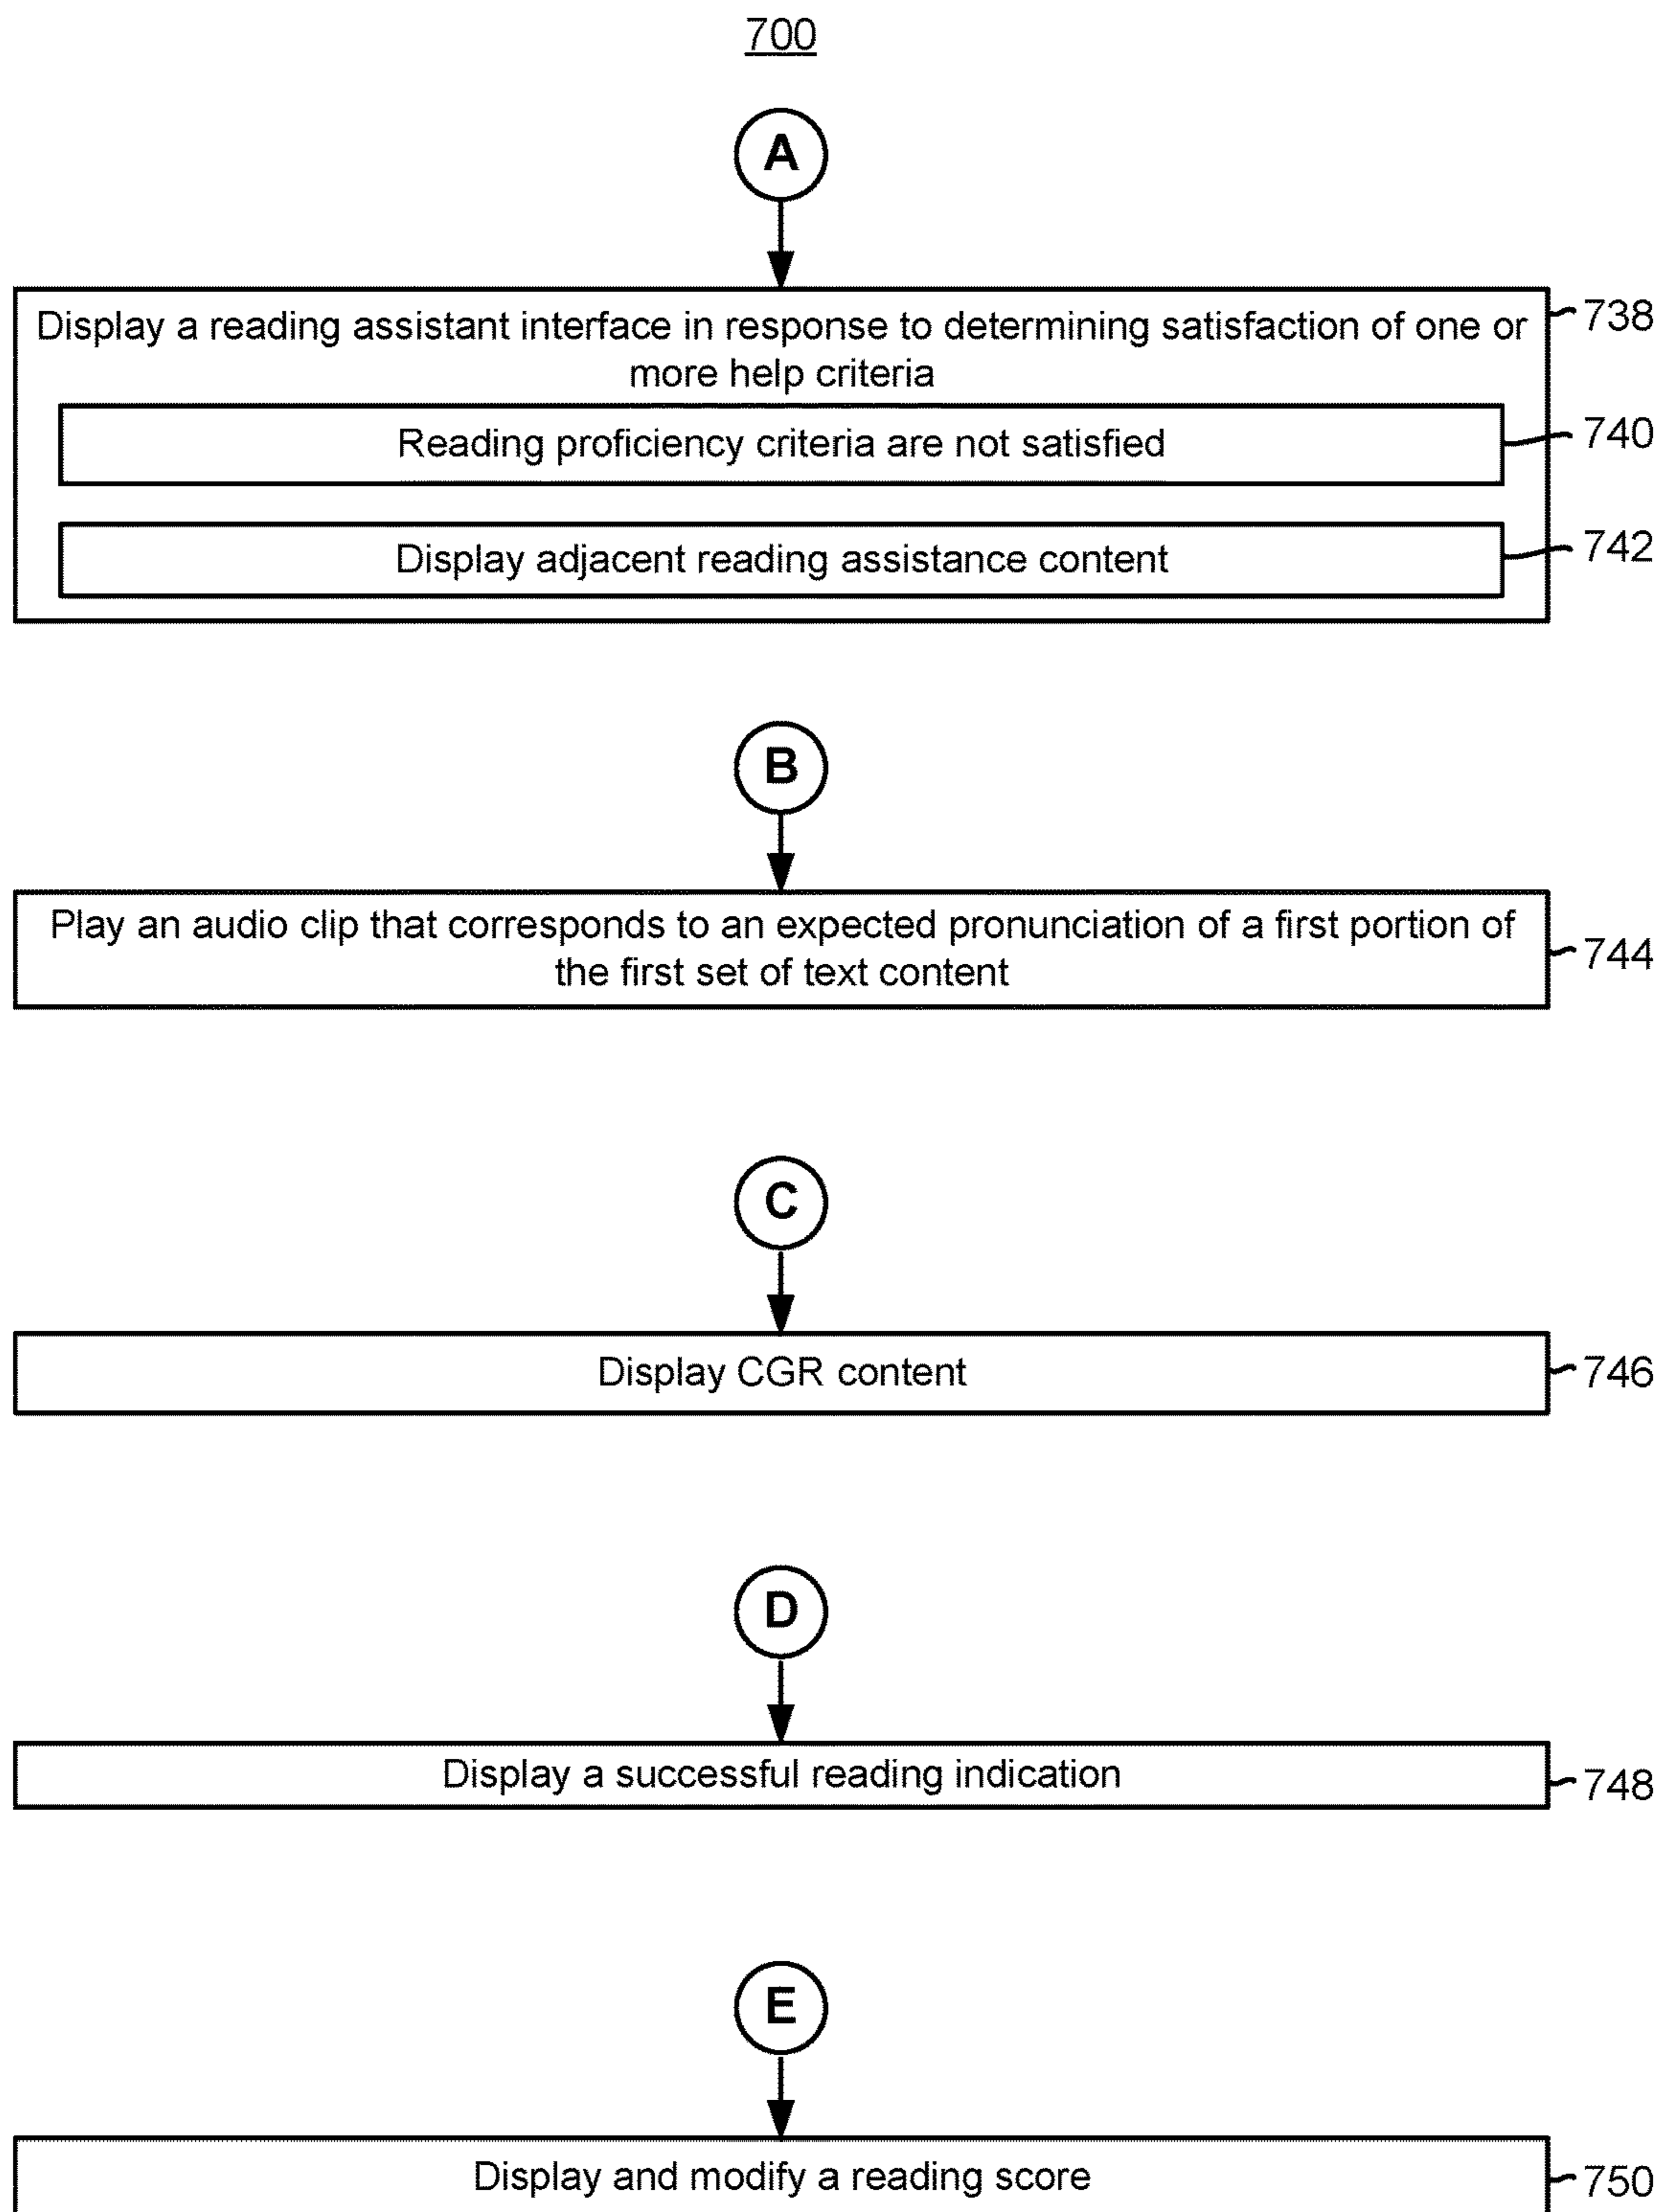 700
A
Display a reading assistant interface in response to determining satisfaction of one or
more help criteria
738
Reading proficiency criteria are not satisfied
740
Display adjacent reading assistance content
742
B
Play an audio clip that corresponds to an expected pronunciation of a first portion of
the first set of text content
744
C
Display CGR content
746
D
Display a successful reading indication
748
E
Display and modify a reading score
750